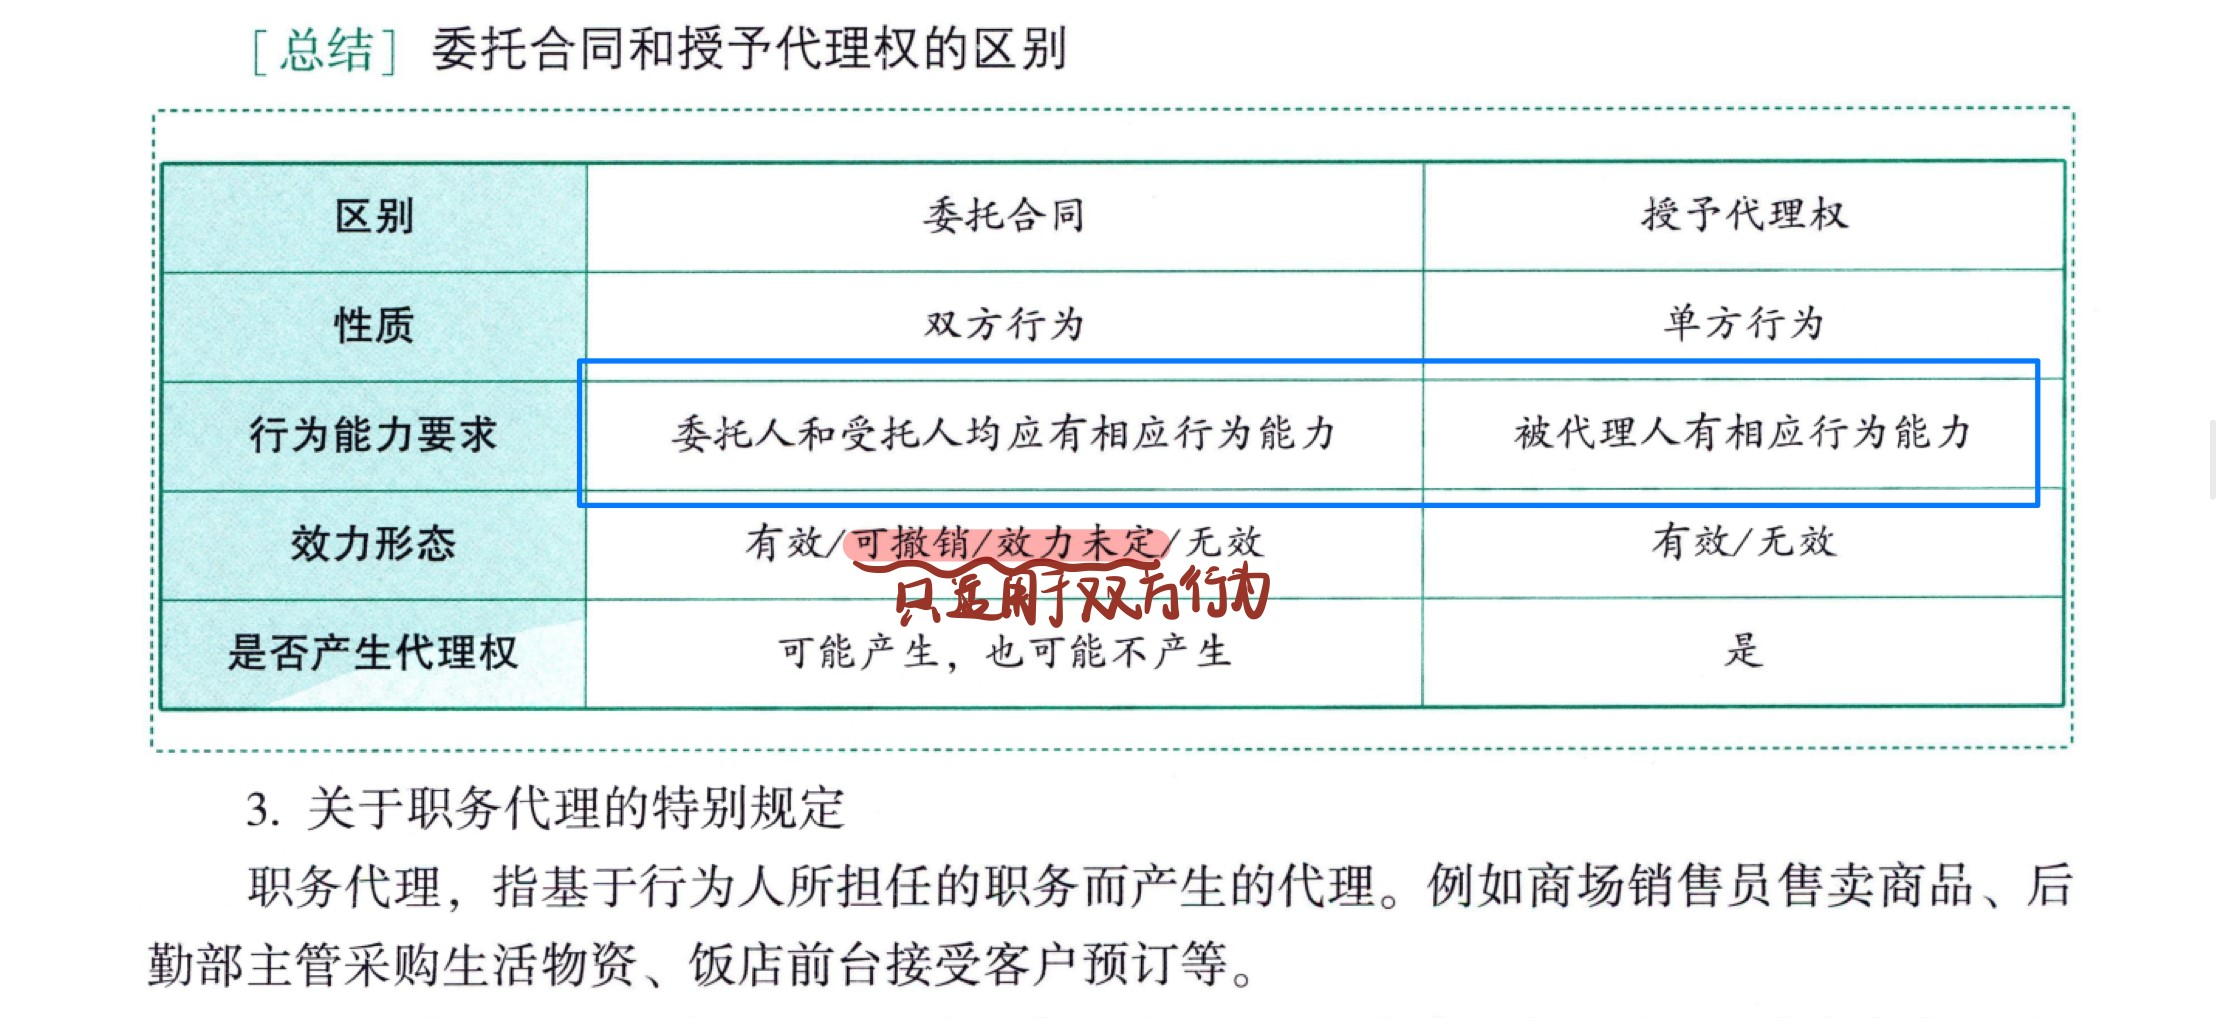 [总结] 委托合同和授予代理权的区别
区别 委托合同 授予代理权
性质 双方行为 单方行为
行为能力要求 委托人和受托人均应有相应行为能力 被代理人有相应行为能力
效力形态 有效/可撤销/效力未定/无效 有效/无效
只适用于双方行为
是否产生代理权 可能产生，也可能不产生 是
3. 关于职务代理的特别规定
职务代理，指基于行为人所担任的职务而产生的代理。例如商场销售员售卖商品、后
勤部主管采购生活物资、饭店前台接受客户预订等。